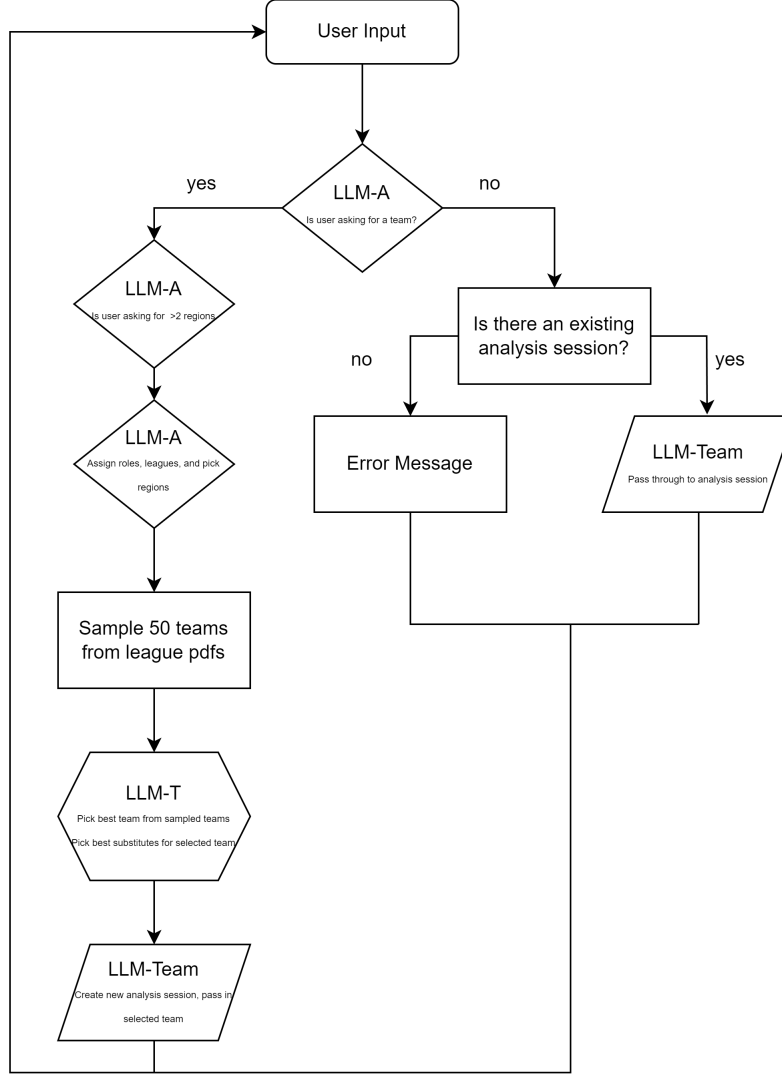 User Input
yes
no
LLM-A
Is user asking for a team?
LLM-A
Is user asking for  >2 regions
Is there an existing
analysis session?
no
yes
LLM-A
Assign roles, leagues, and pick
regions
Error Message
LLM-Team
Pass through to analysis session
Sample 50 teams
from league pdfs
LLM-T
Pick best team from sampled teams
Pick best substitutes for selected team
LLM-Team
Create new analysis session, pass in
selected team